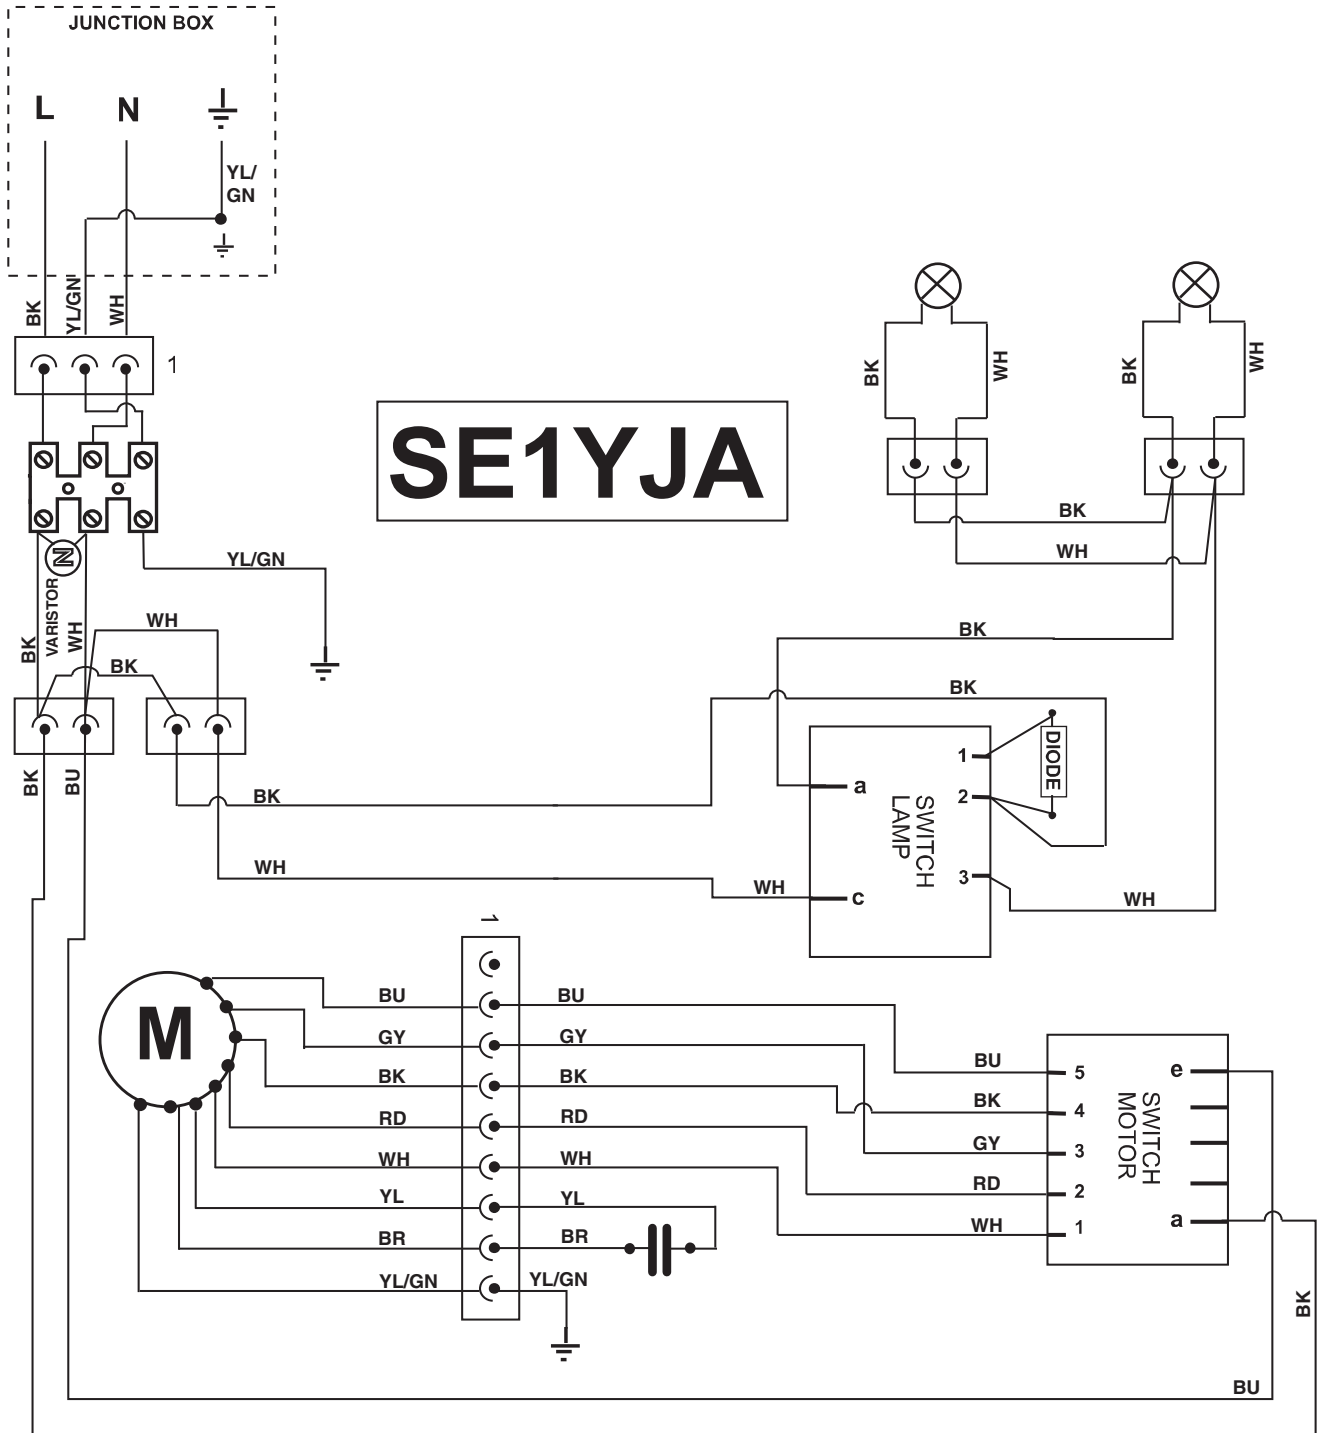 JUNCTION BOX
L N
YL/
GN
BK YL/GN WH
1
BK WH BK WH
SE1YJA
BK
WH
YL/GN
VARISTOR
BK WH
WH
BK
BK
BK
DIODE
1
a
2
SWITCH
LAMP
3
c
BK BU
BK
WH
WH
WH
1
M
BU BU
GY GY
BK BK
RD RD
WH WH
YL YL
BR BR
YL/GN YL/GN
BU 5 e
BK 4
GY 3
RD 2
WH 1 a
SWITCH
MOTOR
BK
BU
N